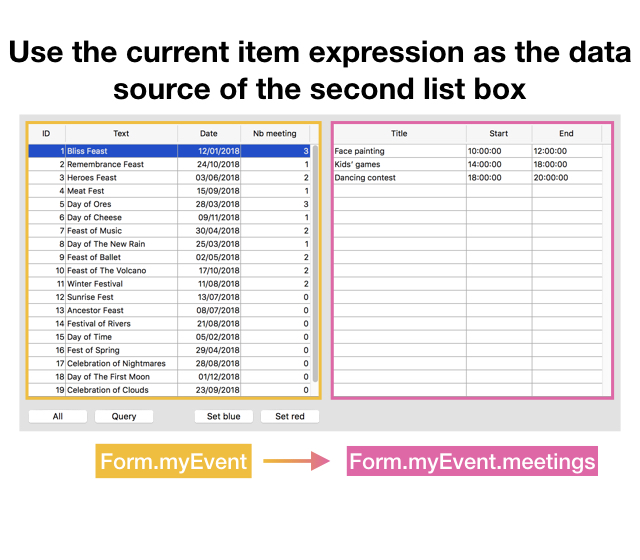 Use the current item expression as the data
source of the second list box
ID Text Date Nb meeting Title Start End
1 Bliss Feast 12/01/2018 3 Face painting 10:00:00 12:00:00
2 Remembrance Feast 24/10/2018 1 Kids' games 14:00:00 18:00:00
3 Heroes Feast 03/06/2018 2 Dancing contest 18:00:00 20:00:00
4 Meat Fest 15/09/2018 1
5 Day of Ores 28/03/2018 3
6 Day of Cheese 09/11/2018 1
7 Feast of Music 30/04/2018 2
8 Day of The New Rain 25/03/2018 1
9 Feast of Ballet 02/05/2018 2
10 Feast of The Volcano 17/10/2018 2
11 Winter Festival 11/08/2018 2
12 Sunrise Fest 13/07/2018 0
13 Ancestor Feast 08/07/2018 0
14 Festival of Rivers 21/08/2018 0
15 Day of Time 05/02/2018 0
16 Fest of Spring 29/04/2018 0
17 Celebration of Nightmares 28/08/2018 0
18 Day of The First Moon 01/12/2018 0
19 Celebration of Clouds 23/09/2018 0
All Query Set blue Set red
Form.myEvent Form.myEvent.meetings